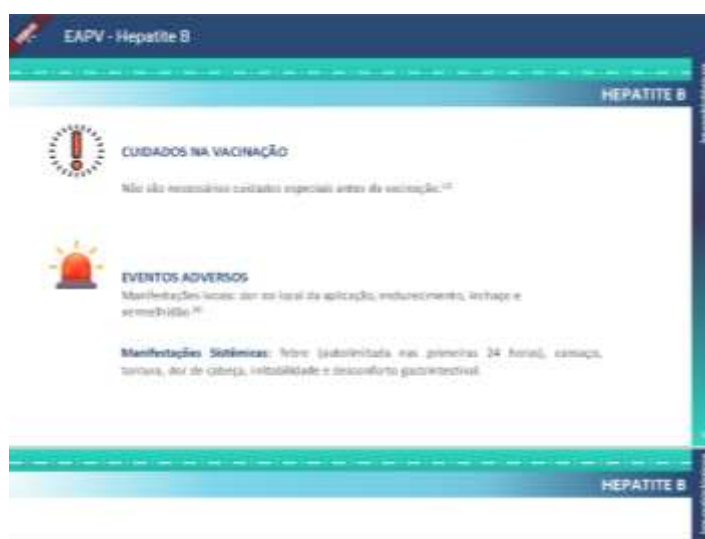 EAPV - Hepatite B
HEPATITE B
CUIDADOS NA VACINAÇÃO
Não são necessários cuidados especiais antes da vacinação.
EVENTOS ADVERSOS
Manifestações locais: dor no local da aplicação, endurecimento, inchaço e
vermelhidão.
Manifestações Sistêmicas: febre (autolimitada nas primeiras 24 horas), cansaço,
tontura, dor de cabeça, irritabilidade e desconforto gastrintestinal.
HEPATITE B